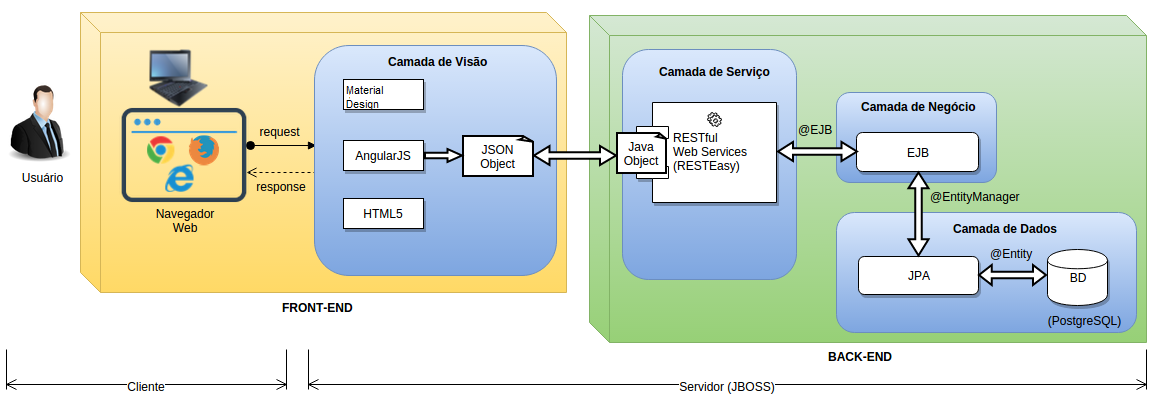 Usuário
Navegador
Web
request
response
Camada de Visão
Material
Design
AngularJS
HTML5
JSON
Object
FRONT-END
Camada de Serviço
Java
Object
RESTful
Web Services
(RESTEasy)
@EJB
Camada de Negócio
EJB
@EntityManager
Camada de Dados
JPA
@Entity
BD
(PostgreSQL)
BACK-END
Cliente
Servidor (JBOSS)